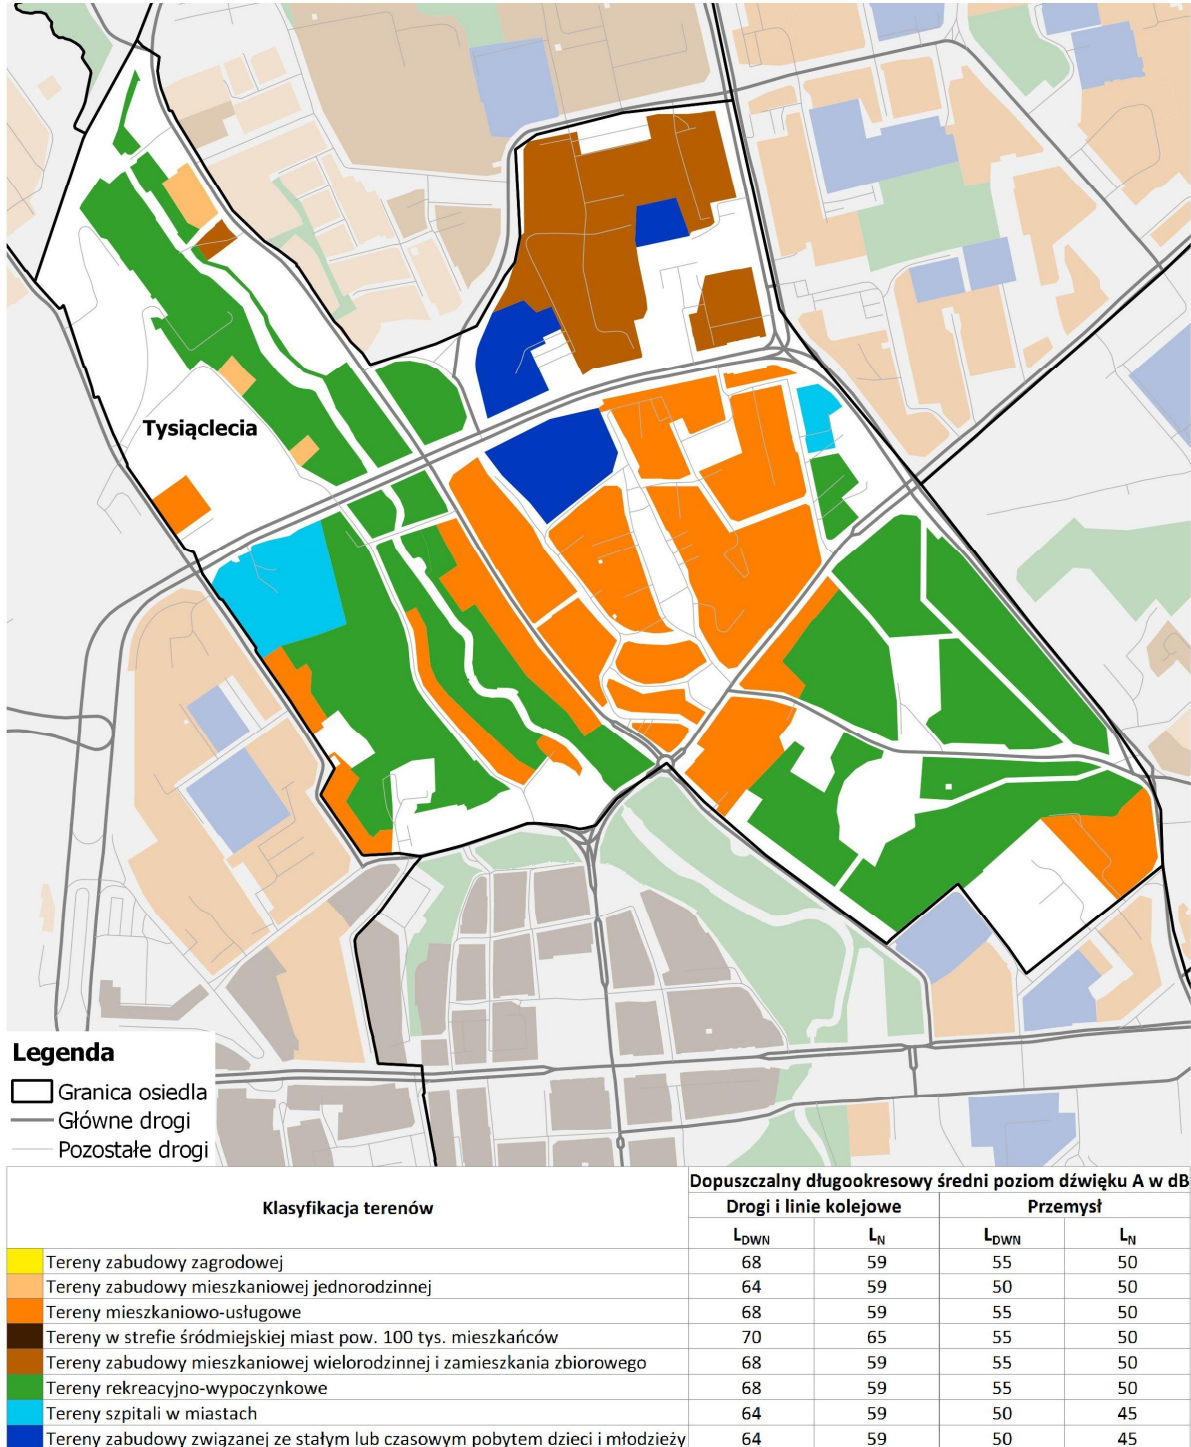 Tysiąclecia
Legenda
Granica osiedla
Główne drogi
Pozostałe drogi
Klasyfikacja terenów
Dopuszczalny długookresowy średni poziom dźwięku A w dB
Drogi i linie kolejowe Przemysł
LDWN LN LDWN LN
Tereny zabudowy zagrodowej 68 59 55 50
Tereny zabudowy mieszkaniowej jednorodzinnej 64 59 50 50
Tereny mieszkaniowo-usługowe 68 59 55 50
Tereny w strefie śródmiejskiej miast pow. 100 tys. mieszkańców 70 65 55 50
Tereny zabudowy mieszkaniowej wielorodzinnej i zamieszkania zbiorowego 68 59 55 50
Tereny rekreacyjno-wypoczynkowe 68 59 55 50
Tereny szpitali w miastach 64 59 50 45
Tereny zabudowy związanej ze stałym lub czasowym pobytem dzieci i młodzieży 64 59 50 45